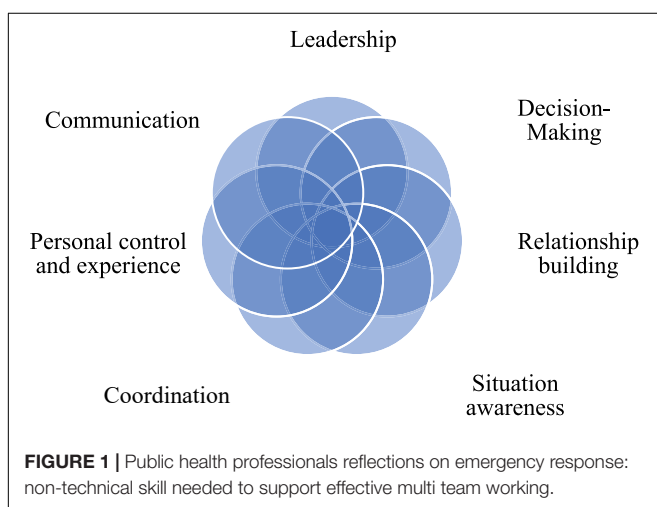 Leadership
Communication
Decision-
Making
Personal control
and experience
Relationship
building
Coordination
Situation
awareness
FIGURE 1 | Public health professionals reflections on emergency response:
non-technical skill needed to support effective multi team working.